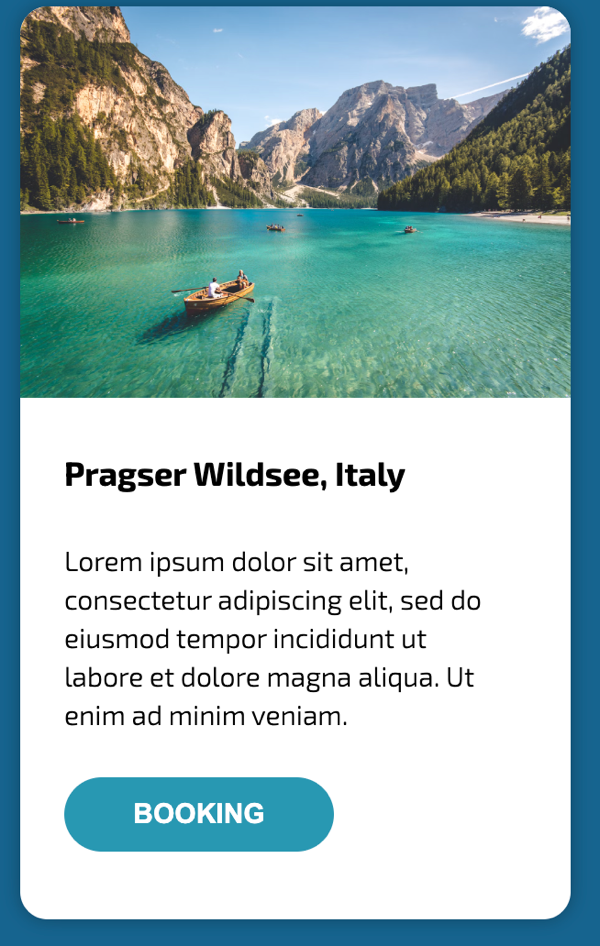 Pragser Wildsee, Italy
Lorem ipsum dolor sit amet,
consectetur adipiscing elit, sed do
eiusmod tempor incididunt ut
labore et dolore magna aliqua. Ut
enim ad minim veniam.
BOOKING